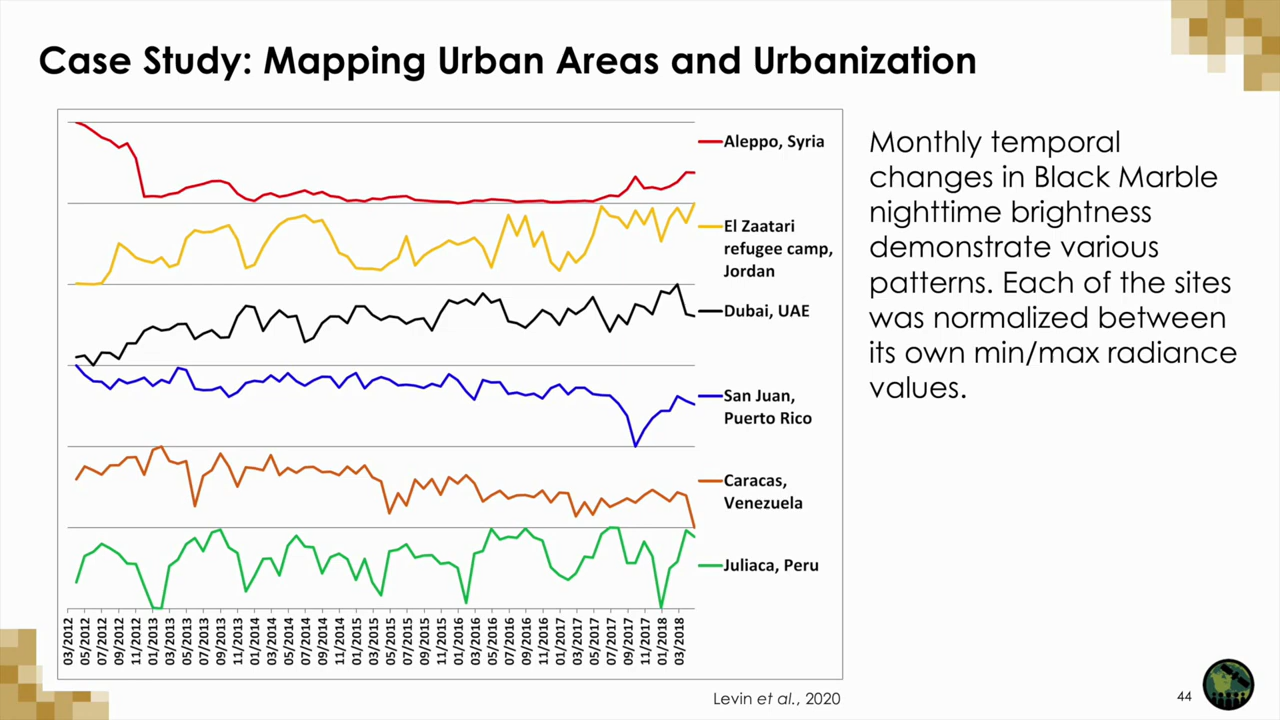 Case Study: Mapping Urban Areas and Urbanization
Aleppo, Syria
El Zaatari
refugee camp,
Jordan
Dubai, UAE
San Juan,
Puerto Rico
Caracas,
Venezuela
Juliaca, Peru
03/2012
05/2012
07/2012
09/2012
11/2012
01/2013
03/2013
05/2013
07/2013
09/2013
11/2013
01/2014
03/2014
05/2014
07/2014
09/2014
11/2014
01/2015
03/2015
05/2015
07/2015
09/2015
11/2015
01/2016
03/2016
05/2016
07/2016
09/2016
11/2016
01/2017
03/2017
05/2017
07/2017
09/2017
11/2017
01/2018
03/2018
Monthly temporal
changes in Black Marble
nighttime brightness
demonstrate various
patterns. Each of the sites
was normalized between
its own min/max radiance
values.
Levin et al., 2020
44